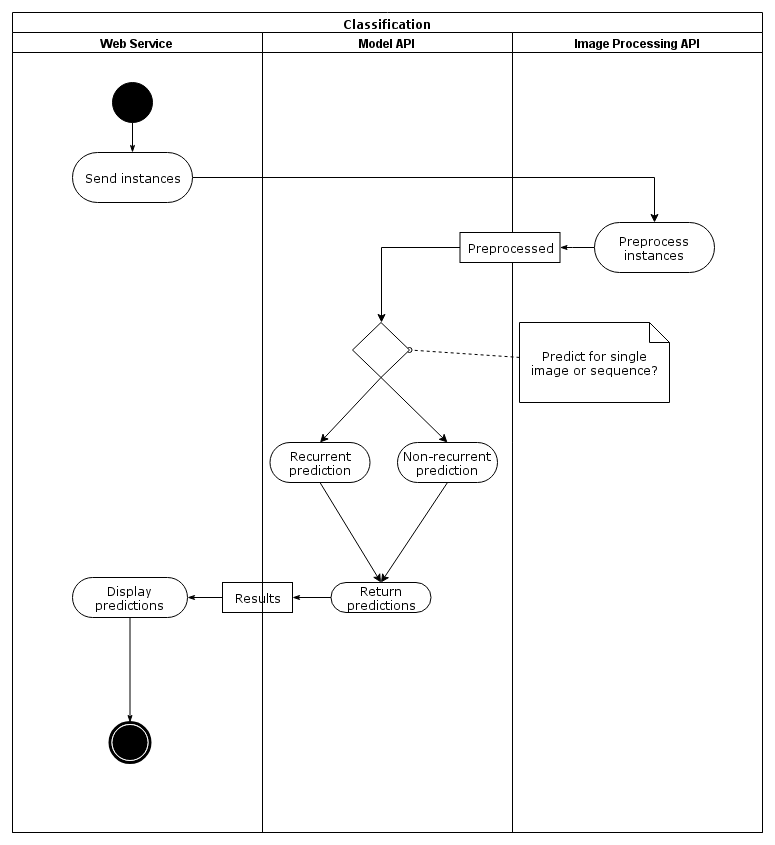 Classification
Web Service
Model API
Image Processing API
Send instances
Preprocess
instances
Preprocessed
Predict for single
image or sequence?
Recurrent
prediction
Non-recurrent
prediction
Display
predictions
Results
Return
predictions